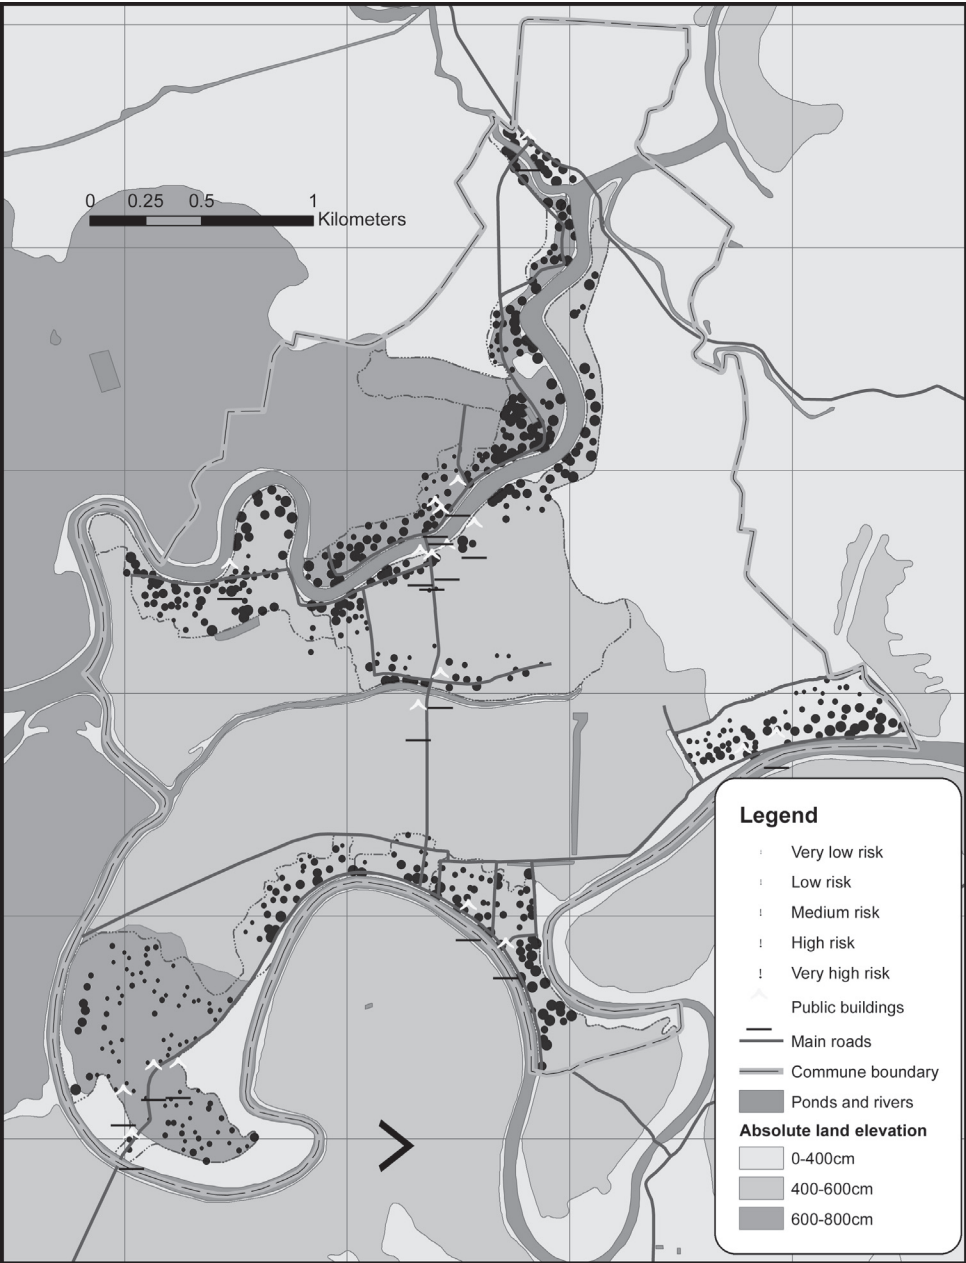 0 0.25 0.5 1
Kilometers
Legend
Very low risk
Low risk
Medium risk
High risk
Very high risk
Public buildings
Main roads
Commune boundary
Ponds and rivers
Absolute land elevation
0-400cm
400-600cm
600-800cm